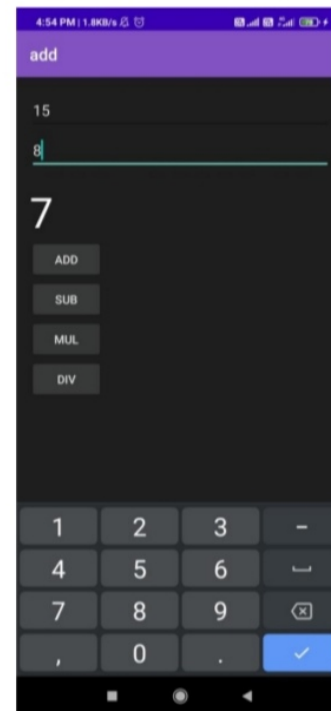 4:54 PM | 1.8KB/s
add
15
8
7
ADD
SUB
MUL
DIV
1 2 3 -
4 5 6
7 8 9
, 0 .